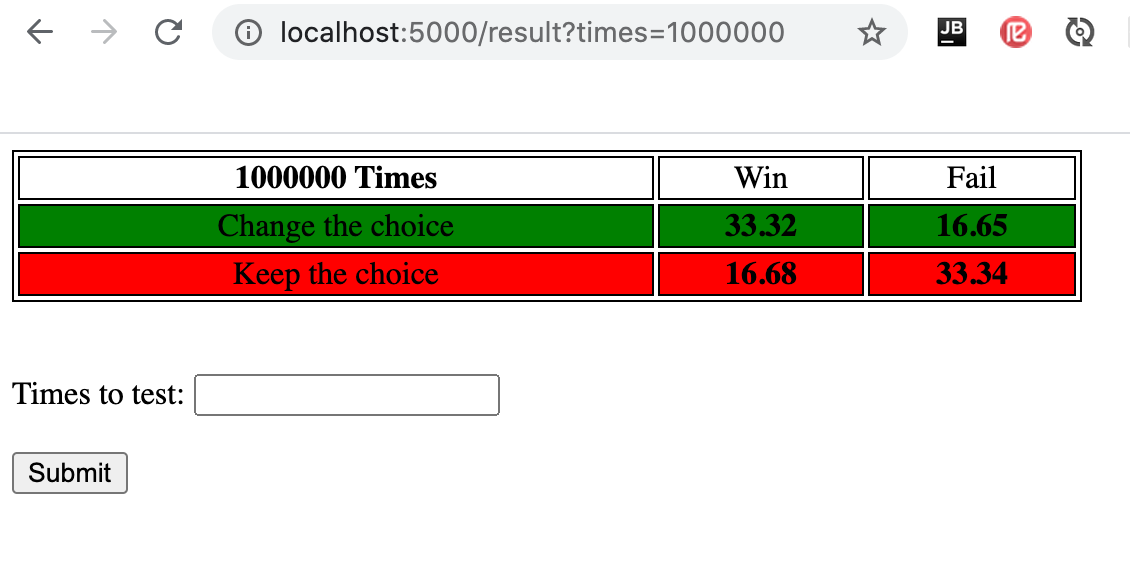 localhost:5000/result?times=1000000
JB
1000000 Times Win Fail
Change the choice 33.32 16.65
Keep the choice 16.68 33.34
Times to test:
Submit